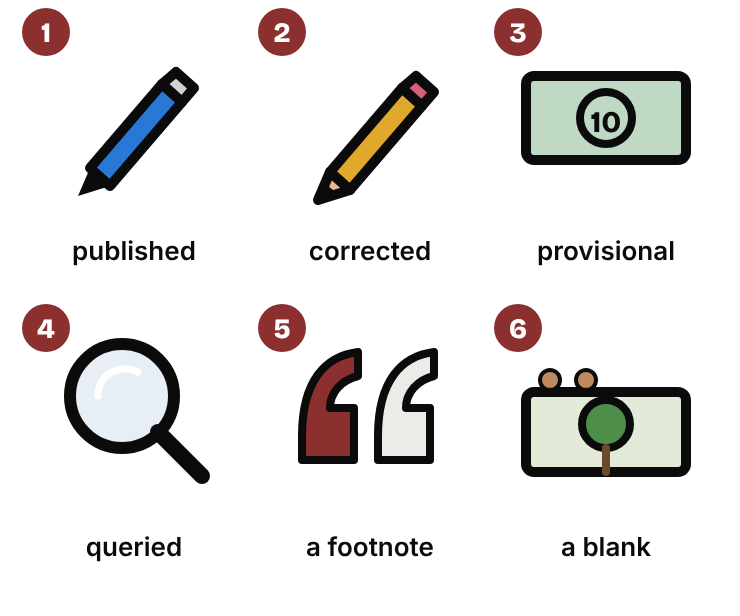 1
2
3
10
published
corrected
provisional
4
5
6
queried
a footnote
a blank